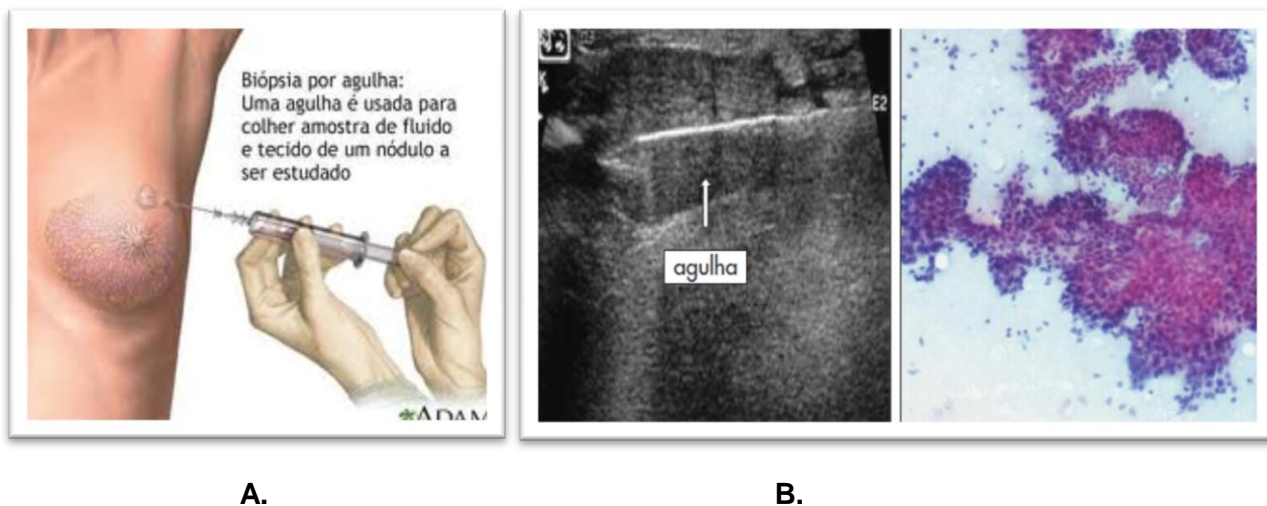 Biópsia por agulha:
Uma agulha é usada para
colher amostra de fluido
e tecido de um nódulo a
ser estudado
E2
agulha
A.
B.